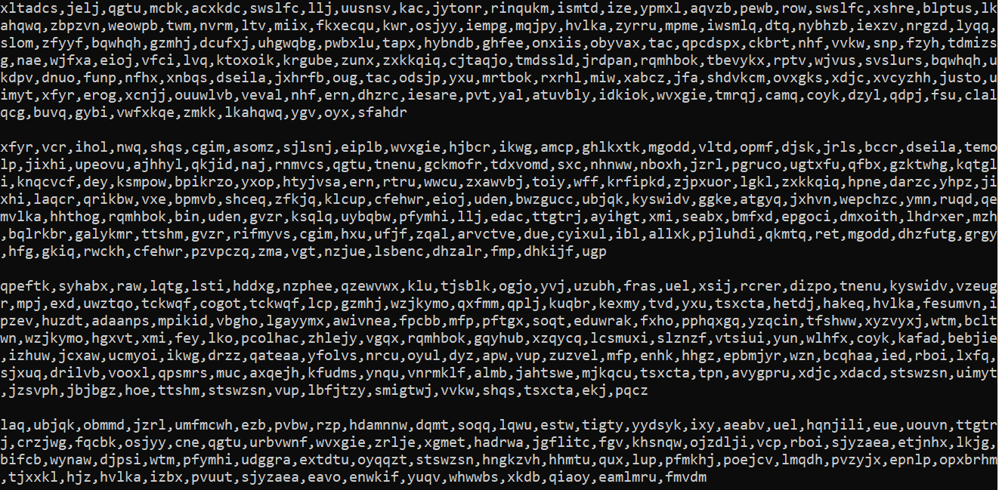 xltadcs,jelj,qgtu,mcbk,acxkdc,swslfc,llj,uusnsv,kac,jytonr,rinqukm,ismtd,ize,ypmxl,aqvzb,pewb,row,swslfc,xshre,blptus,lk
ahqwq,zbpzvn,weowpb,twm,nvrm,ltv,miix,fkxecqu,kwr,osjyy,iempg,mqjpy,hvlka,zyrru,mpme,iwsmlq,dtq,nybhzb,iexzv,nrgzd,lyqq,
slom,zfyyf,bqwhqh,gzmhj,dcufxj,uhgwqbg,pwbxlu,tapx,hybndb,ghfee,onxiis,obyvax,tac,qpcdspx,ckbrt,nhf,vvkw,snp,fzyh,tdmizs
g,nae,wjfxa,eioj,vfci,lvq,ktoxoik,krgube,zunx,zxkkqiq,cjtaqjo,tmdssld,jrdpan,rqmhbok,tbevykx,rptv,wjvus,svslurs,bqwhqh,u
kdpv,dnuo,funp,nfhx,xnbqs,dseila,jxhrfb,oug,tac,odsjp,yxu,mrtbok,rxrhl,miw,xabcz,jfa,shdvkcm,ovxgks,xdjc,xvcyzhh,justo,u
imyt,xfyr,erog,xcnjj,ouuwlvb,veval,nhf,ern,dhzrc,iesare,pvt,yal,atuvbly,idkiok,wvxgie,tmrqj,camq,coyk,dzyl,qdpj,fsu,clal
qcg,buvq,gybi,vwfxkqe,zmkk,lkahqwq,ygv,oyx,sfahdr

xfyr,vcr,ihol,nwq,shqs,cgim,asomz,sjlsnj,eiplb,wvxgie,hjbcr,ikwg,amcp,ghlkxtk,mgodd,vltd,opmf,djsk,jrls,bccr,dseila,temo
lp,jixhi,upeovu,ajhhyl,qkjid,naj,rnmvcs,qgtu,tnenu,gckmofr,tdxvomd,sxc,nhnww,nboxh,jzrl,pgruco,ugtxfu,qfbx,gzktwhg,kqtgl
i,knqcvcf,dey,ksmpow,bpikrzo,yxop,htyjvsa,ern,rtru,wwcu,zxawvbj,toiy,wff,krfipkd,zjpxuor,lgkl,zxkkqiq,hpne,darzc,yhpz,ji
xhi,laqcr,qrikbw,vxe,bpmvb,shceq,zfkjq,klcup,cfehwr,eioj,uden,bwzgucc,ubjqk,kyswidv,ggke,atgyq,jxhvn,wepchzc,ymn,ruqd,qe
mvlka,hhthog,rqmhbok,bin,uden,gvzr,ksqlq,uybqbw,pfymhi,llj,edac,ttgtrj,ayihgt,xmi,seabx,bmfxd,epgoci,dmxoith,lhdrxer,mzh
,bqlrkbr,galykmr,ttshm,gvzr,rifmyvs,cgim,hxu,ufjf,zqal,arvctve,due,cyixul,ibl,allxk,pjluhdi,qkmtq,ret,mgodd,dhzfutg,grgy
,hfg,gkiq,rwckh,cfehwr,pzvpczq,zma,vgt,nzjue,lsbenc,dhzalr,fmp,dhkijf,ugp

qpeftk,syhabx,raw,lqtg,lsti,hddxg,nzphee,qzewvwx,klu,tjsblk,ogjo,yvj,uzubh,fras,uel,xsij,rcrer,dizpo,tnenu,kyswidv,vzeug
r,mpj,exd,uwztqo,tckwqf,cogot,tckwqf,lcp,gzmhj,wzjkymo,qxfmm,qplj,kuqbr,kexmy,tvd,yxu,tsxcta,hetdj,hakeq,hvlka,fesumvn,i
pzev,huzdt,adaanps,mpikid,vbgho,lgayymx,awivnea,fpcbb,mfp,pftgx,soqt,eduwrak,fxho,pphqxgq,yzqcin,tfshww,xyzvyxj,wtm,bclt
wn,wzjkymo,hgxvt,xmi,fey,lko,pcolhac,zhlejy,vgqx,rqmhbok,gqyhub,xzqycq,lcsmuxi,slznzf,vtsiui,yun,wlhfx,coyk,kafad,bebjie
,izhuw,jcxaw,ucmyoi,ikwg,drzz,qateaa,yfolvs,nrcu,oyul,dyz,apw,vup,zuzvel,mfp,enhk,hhgz,epbmjyr,wzn,bcqhaa,ied,rboi,lxfq,
sjxuq,drilvb,vooxl,qpsmrs,muc,axqejh,kfudms,ynqu,vnrmklf,almb,jahtswe,mjkqcu,tsxcta,tpn,avygpru,xdjc,xdacd,stswzsn,uimyt
,jzsvph,jbjbgz,hoe,ttshm,stswzsn,vup,lbfjtzy,smigtwj,vvkw,shqs,tsxcta,ekj,pqcz

laq,ubjqk,obmmd,jzrl,umfmcwh,ezb,pvbw,rzp,hdamnnw,dqmt,soqq,lqwu,estw,tigty,yydsyk,ixy,aeabv,uel,hqnjili,eue,uouvn,ttgtr
j,crzjwg,fqcbk,osjyy,cne,qgtu,urbvwnf,wvxgie,zrlje,xgmet,hadrwa,jgflitc,fgv,khsnqw,ojzdlji,vcp,rboi,sjyzaea,etjnhx,lkjg,
bifcb,wynaw,djpsi,wtm,pfymhi,udggra,extdtu,oyqqzt,stswzsn,hngkzvh,hhmtu,qux,lup,pfmkhj,poejcv,lmqdh,pvzyjx,epnlp,opxbrhm
,tjxxkl,hjz,hvlka,izbx,pvuut,sjyzaea,eavo,enwkif,yuqv,whwwbs,xkdb,qiaoy,eamlmru,fmvdm